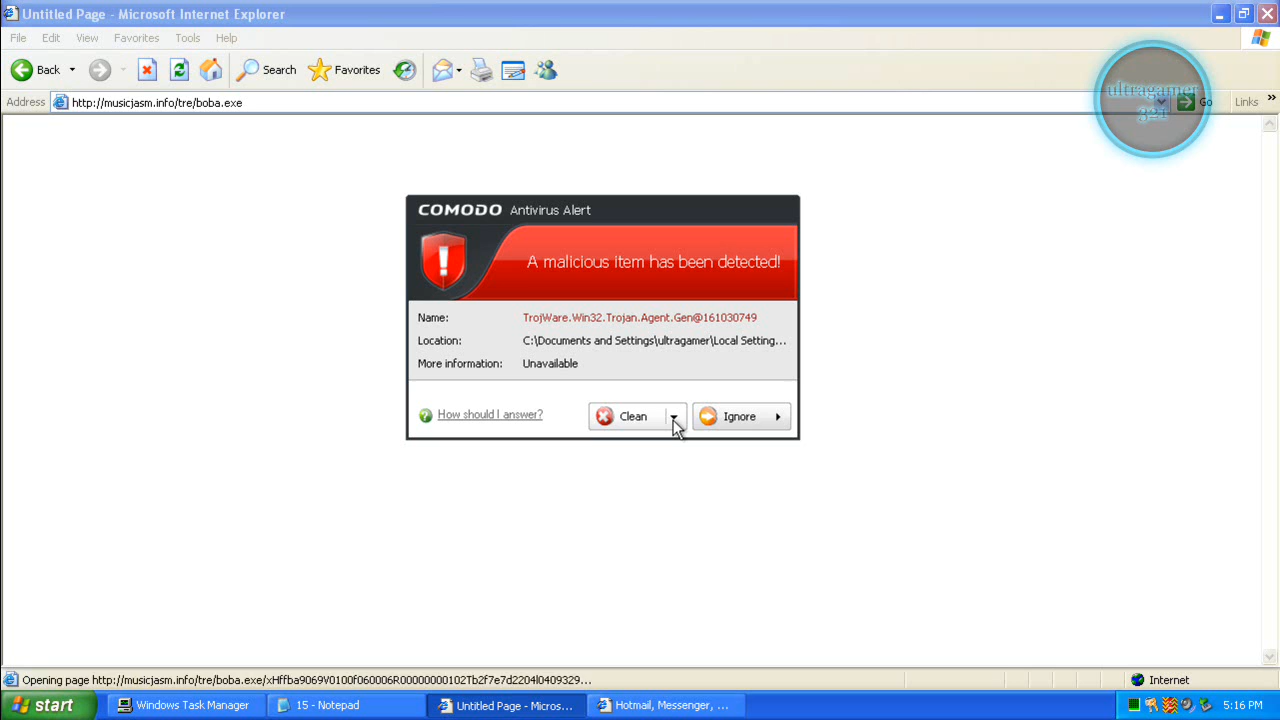 Untitled Page - Microsoft Internet Explorer
File Edit View Favorites Tools Help
Back Search Favorites
Address http://musicjasm.info/tre/boba.exe Go Links »
ultragamer
321
COMODO Antivirus Alert
A malicious item has been detected!
Name: TrojWare.Win32.Trojan.Agent.Gen@161030749
Location: C:\Documents and Settings\ultragamer\Local Setting...
More information: Unavailable
How should I answer? Clean Ignore
Opening page http://musicjasm.info/tre/boba.exe/xHffba9069V0100f060006R00000000102Tb2f7e7d2204l0409329... Internet
start Windows Task Manager 15 - Notepad Untitled Page - Micros... Hotmail, Messenger, ... 5:16 PM